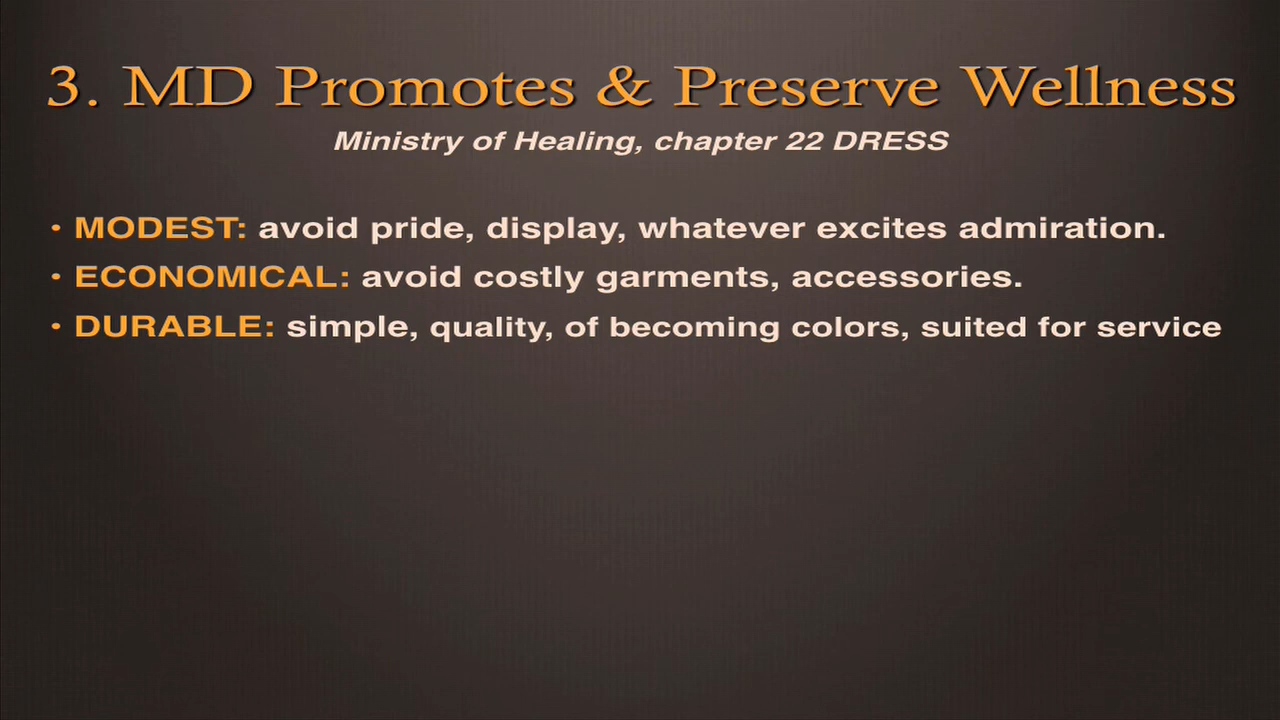 3. MD Promotes & Preserve Wellness
Ministry of Healing, chapter 22 DRESS
• MODEST: avoid pride, display, whatever excites admiration.
• ECONOMICAL: avoid costly garments, accessories.
• DURABLE: simple, quality, of becoming colors, suited for service